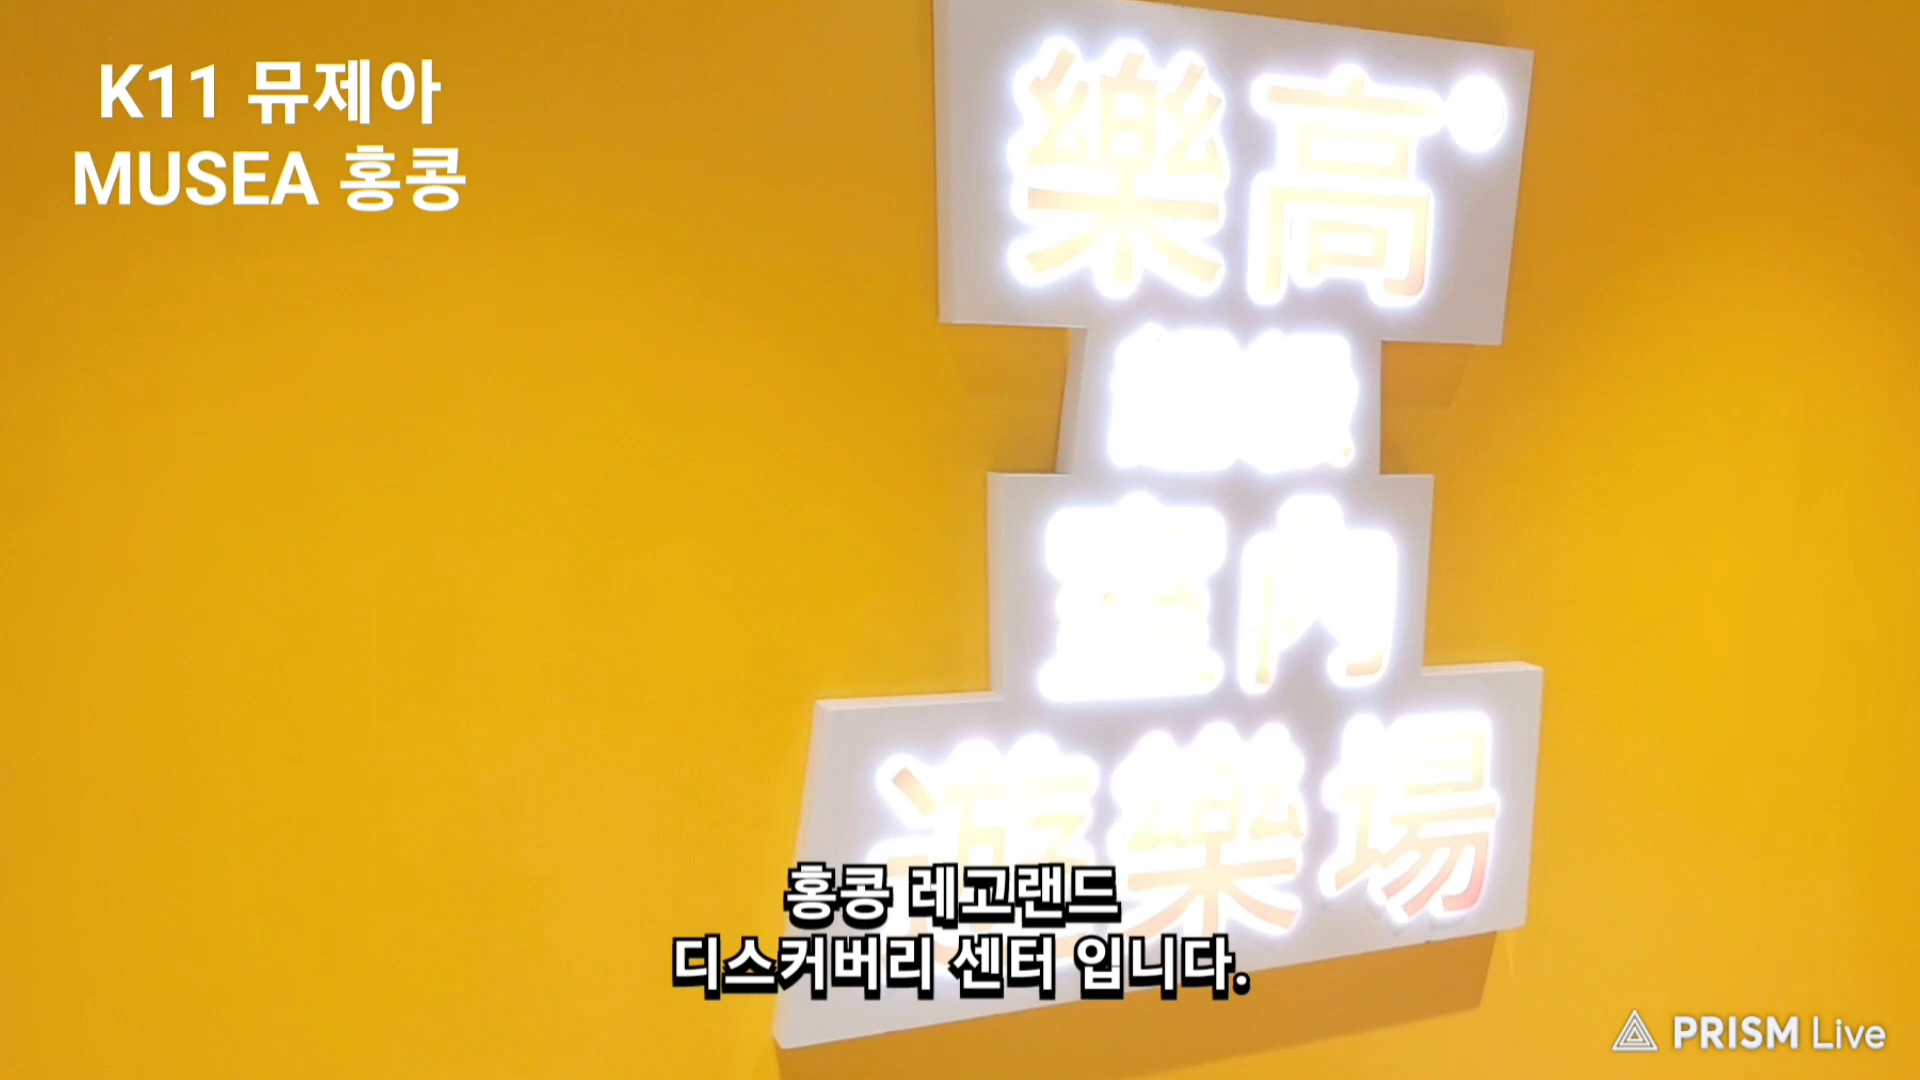 K11 뮤제아
MUSEA 홍콩
樂高
室內
遊樂場
홍콩 레고랜드
디스커버리 센터 입니다.
PRISM Live